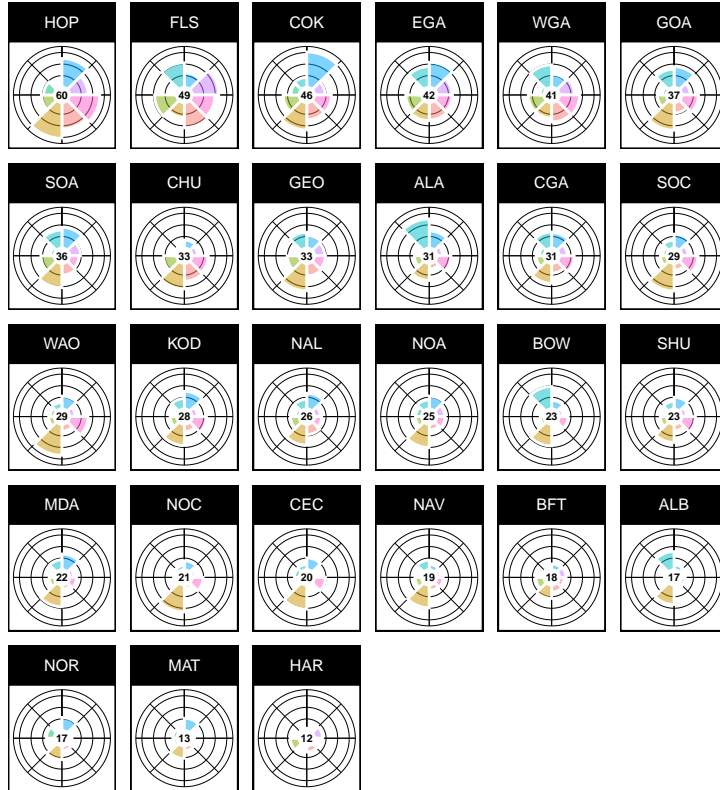 HOP FLS COK EGA WGA GOA
60 49 46 42 41 37
SOA CHU GEO ALA CGA SOC
36 33 33 31 31 29
WAO KOD NAL NOA BOW SHU
29 28 26 25 23 23
MDA NOC CEC NAV BFT ALB
22 21 20 19 18 17
NOR MAT HAR
17 13 12